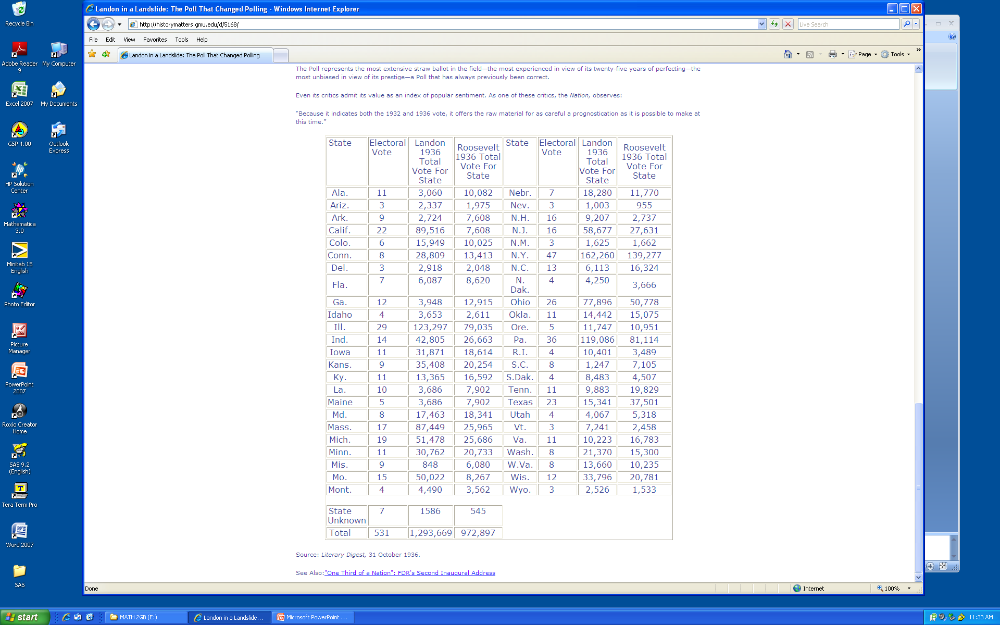 Recycle Bin
Adobe Reader 9
My Computer
Excel 2007
My Documents
GSP 4.00
Outlook Express
HP Solution Center
Mathematica 3.0
Minitab 15 English
Photo Editor
Picture Manager
PowerPoint 2007
Roxio Creator Home
SAS 9.2 (English)
Tera Term Pro
Word 2007
SAS
Landon in a Landslide: The Poll That Changed Polling - Windows Internet Explorer
http://historymatters.gmu.edu/d/5168/
Live Search
File Edit View Favorites Tools Help
Landon in a Landslide: The Poll That Changed Polling
Page Tools »
The Poll represents the most extensive straw ballot in the field—the most experienced in view of its twenty-five years of perfecting—the
most unbiased in view of its prestige—a Poll that has always previously been correct.
Even its critics admit its value as an index of popular sentiment. As one of these critics, the Nation, observes:
"Because it indicates both the 1932 and 1936 vote, it offers the raw material for as careful a prognostication as it is possible to make at
this time."
State | Electoral Vote | Landon 1936 Total Vote For State | Roosevelt 1936 Total Vote For State | State | Electoral Vote | Landon 1936 Total Vote For State | Roosevelt 1936 Total Vote For State
Ala. 11 3,060 10,082 Nebr. 7 18,280 11,770
Ariz. 3 2,337 1,975 Nev. 3 1,003 955
Ark. 9 2,724 7,608 N.H. 16 9,207 2,737
Calif. 22 89,516 7,608 N.J. 16 58,677 27,631
Colo. 6 15,949 10,025 N.M. 3 1,625 1,662
Conn. 8 28,809 13,413 N.Y. 47 162,260 139,277
Del. 3 2,918 2,048 N.C. 13 6,113 16,324
Fla. 7 6,087 8,620 N. Dak. 4 4,250 3,666
Ga. 12 3,948 12,915 Ohio 26 77,896 50,778
Idaho 4 3,653 2,611 Okla. 11 14,442 15,075
Ill. 29 123,297 79,035 Ore. 5 11,747 10,951
Ind. 14 42,805 26,663 Pa. 36 119,086 81,114
Iowa 11 31,871 18,614 R.I. 4 10,401 3,489
Kans. 9 35,408 20,254 S.C. 8 1,247 7,105
Ky. 11 13,365 16,592 S.Dak. 4 8,483 4,507
La. 10 3,686 7,902 Tenn. 11 9,883 19,829
Maine 5 3,686 7,902 Texas 23 15,341 37,501
Md. 8 17,463 18,341 Utah 4 4,067 5,318
Mass. 17 87,449 25,965 Vt. 3 7,241 2,458
Mich. 19 51,478 25,686 Va. 11 10,223 16,783
Minn. 11 30,762 20,733 Wash. 8 21,370 15,300
Mis. 9 848 6,080 W.Va. 8 13,660 10,235
Mo. 15 50,022 8,267 Wis. 12 33,796 20,781
Mont. 4 4,490 3,562 Wyo. 3 2,526 1,533
State Unknown 7 1586 545
Total 531 1,293,669 972,897
Source: Literary Digest, 31 October 1936.
See Also:"One Third of a Nation": FDR's Second Inaugural Address
Done Internet 100%
start MATH 2GB (E:) Landon in a Landslide... Microsoft PowerPoint ... 11:33 AM